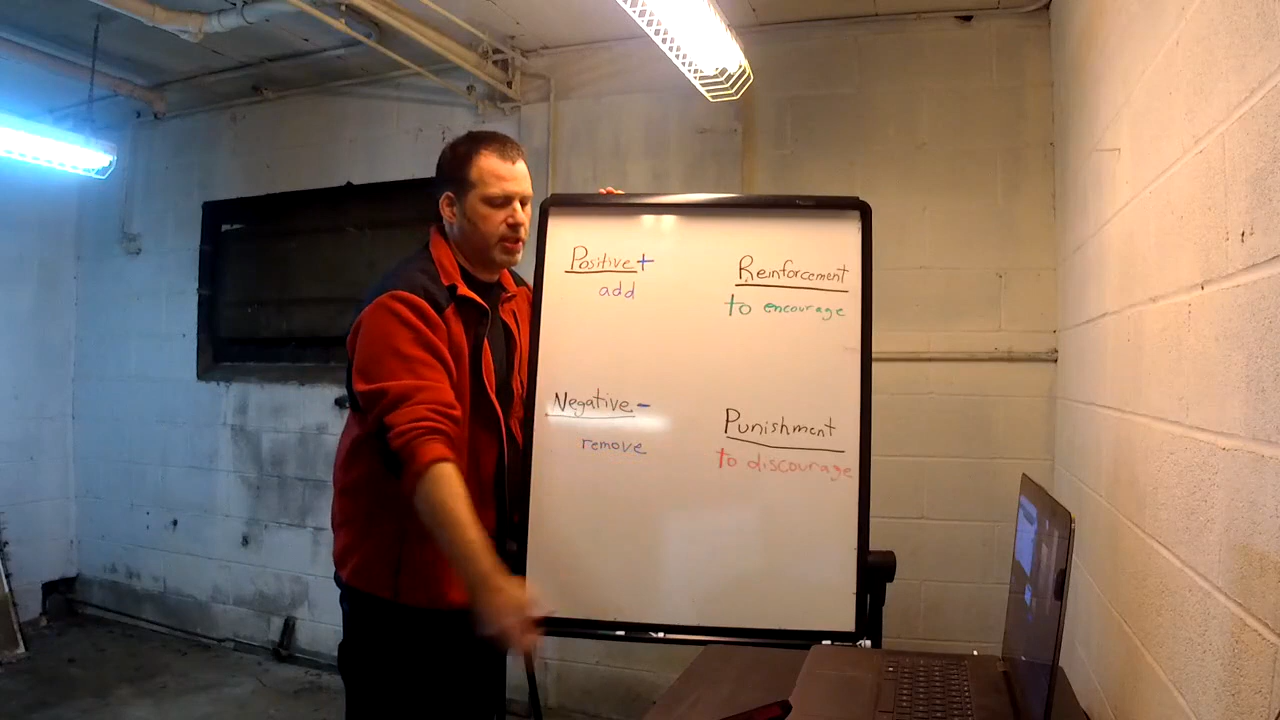 Positive +
add
Reinforcement
to encourage
Negative -
remove
Punishment
to discourage